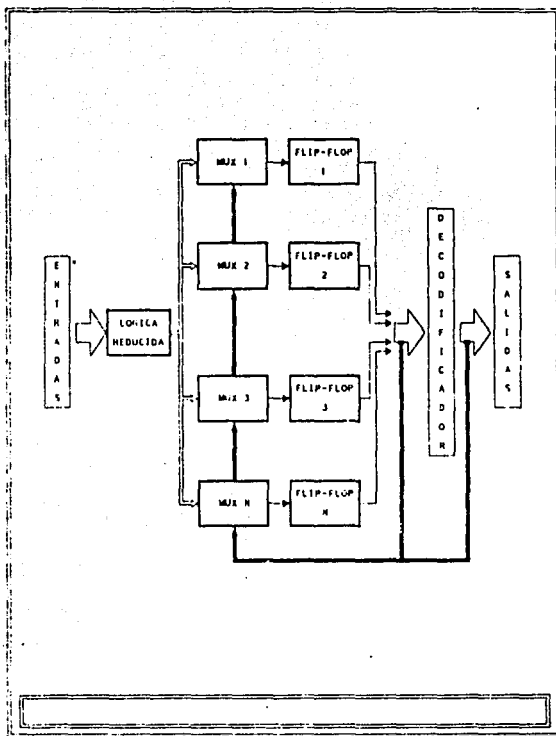 ENTRADAS
LOGICA
REDUCIDA
MUX 1
FLIP-FLOP
1
MUX 2
FLIP-FLOP
2
MUX 3
FLIP-FLOP
3
MUX N
FLIP-FLOP
N
DECODIFICADOR
SALIDAS